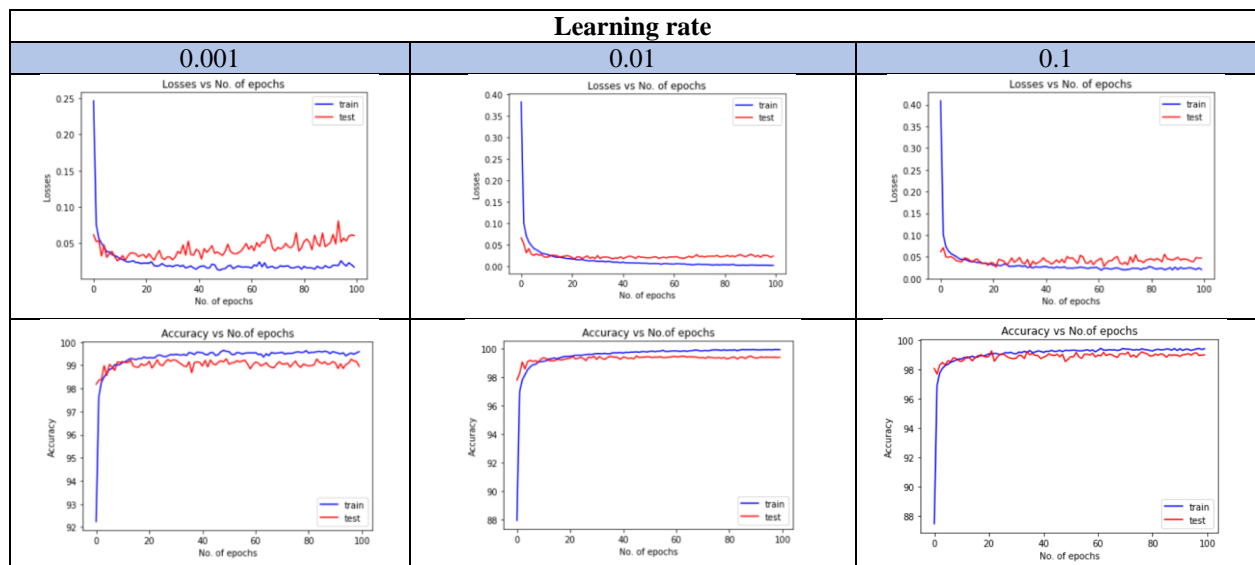 Learning rate
0.001 0.01 0.1
Losses vs No. of epochs
0.25
0.20
0.15
0.10
0.05
Losses
0 20 40 60 80 100
No. of epochs
train
test
Losses vs No. of epochs
0.40
0.35
0.30
0.25
0.20
0.15
0.10
0.05
0.00
Losses
0 20 40 60 80 100
No. of epochs
train
test
Losses vs No. of epochs
0.40
0.35
0.30
0.25
0.20
0.15
0.10
0.05
0.00
Losses
0 20 40 60 80 100
No. of epochs
train
test
Accuracy vs No.of epochs
100
99
98
97
96
95
94
93
92
Accuracy
0 20 40 60 80 100
No. of epochs
train
test
Accuracy vs No.of epochs
100
98
96
94
92
90
88
Accuracy
0 20 40 60 80 100
No. of epochs
train
test
Accuracy vs No.of epochs
100
98
96
94
92
90
88
Accuracy
0 20 40 60 80 100
No. of epochs
train
test